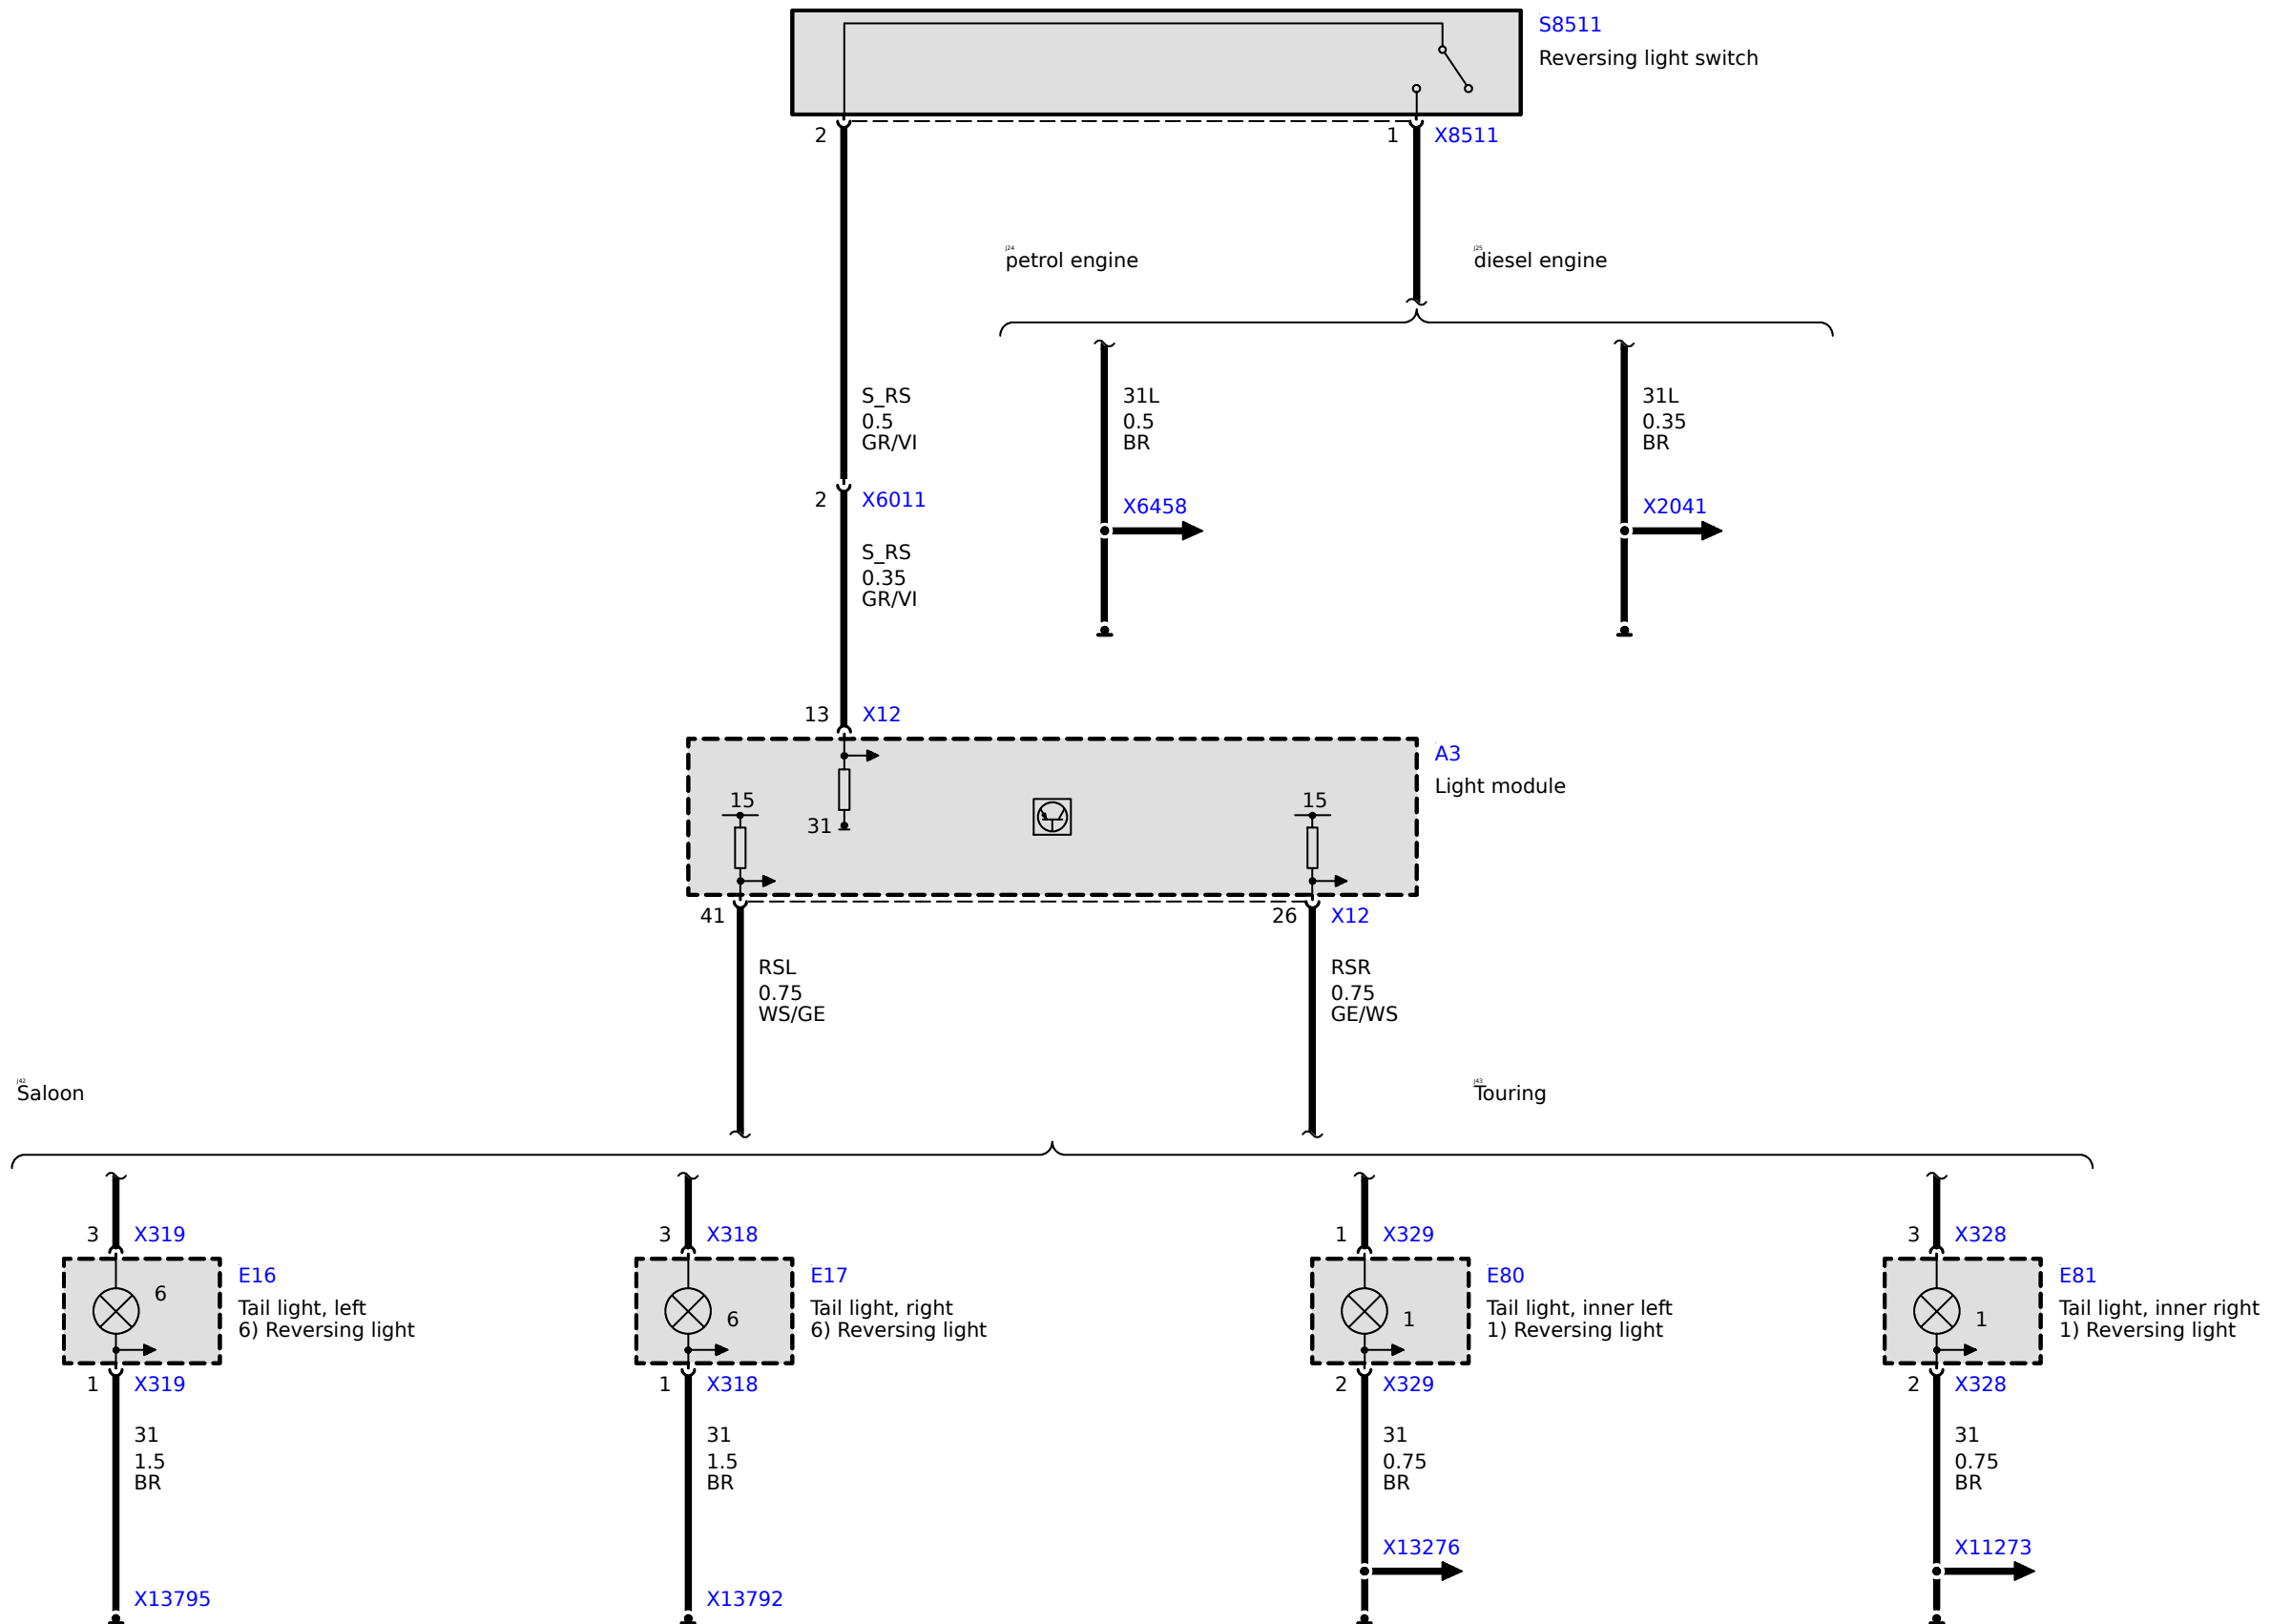 S8511
Reversing light switch
2
1
X8511
J24
petrol engine
J25
diesel engine
S_RS
0.5
GR/VI
31L
0.5
BR
31L
0.35
BR
2
X6011
X6458
X2041
S_RS
0.35
GR/VI
13
X12
A3
Light module
15
31
15
41
26
X12
RSL
0.75
WS/GE
RSR
0.75
GE/WS
J42
Saloon
J43
Touring
3
X319
3
X318
1
X329
3
X328
E16
Tail light, left
6) Reversing light
6
E17
Tail light, right
6) Reversing light
6
E80
Tail light, inner left
1) Reversing light
1
E81
Tail light, inner right
1) Reversing light
1
1
X319
1
X318
2
X329
2
X328
31
1.5
BR
31
1.5
BR
31
0.75
BR
31
0.75
BR
X13276
X11273
X13795
X13792